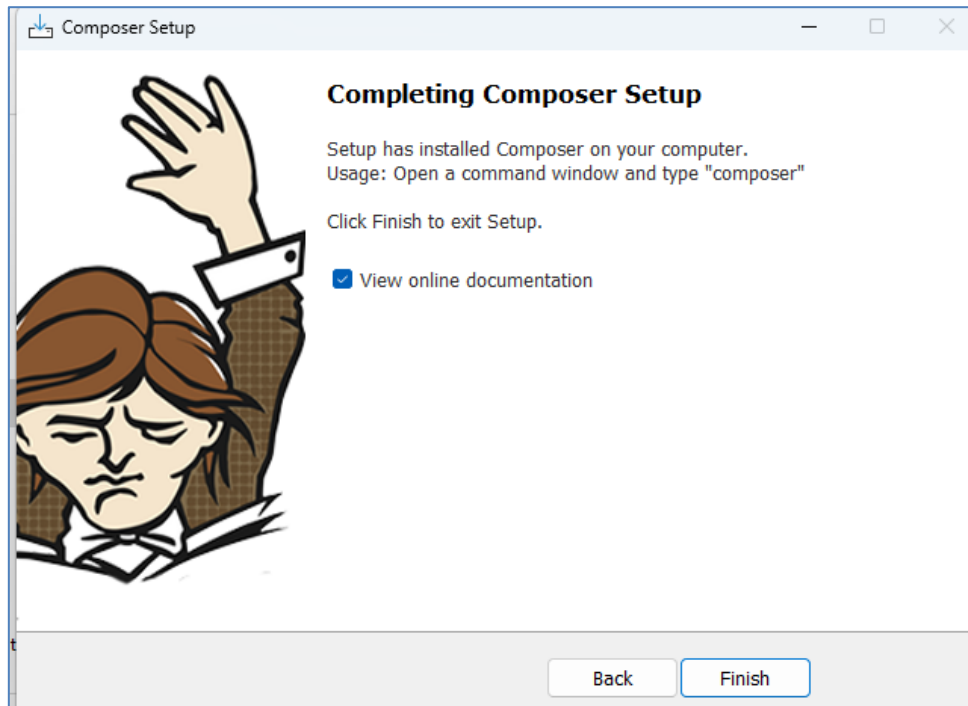 Composer Setup
Completing Composer Setup
Setup has installed Composer on your computer.
Usage: Open a command window and type "composer"
Click Finish to exit Setup.
View online documentation
t
Back
Finish